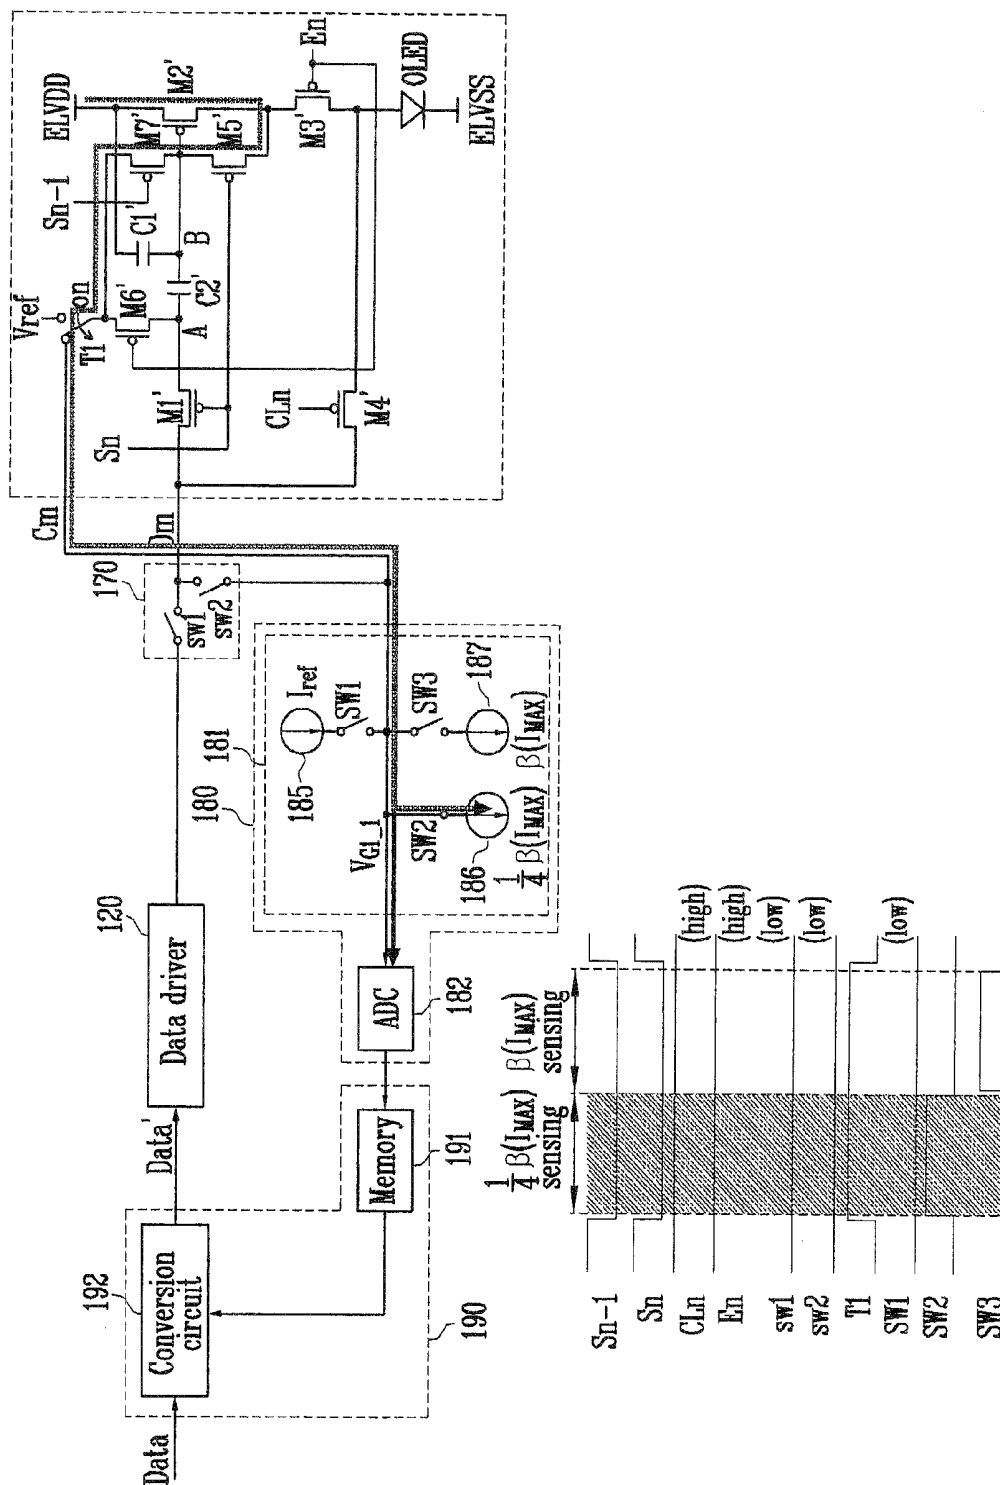 ELVDD
M2'
En
OLED
M7'
M5'
M3'
ELVSS
Sn-1
C1'
B
Vref
on
T1
M6'
C2'
A
M1'
CLn
M4'
Sn
Cm
Dm
170
sw1
sw2
180
181
Iref
SW1
185
SW3
187
β(IMAX)
VG1_1
SW2
186
1/4 β(IMAX)
120
Data driver
ADC
182
Data'
Memory
191
192
Conversion
circuit
190
Data
1/4 β(IMAX)
sensing
β(IMAX)
sensing
Sn-1
Sn
CLn (high)
En (high)
sw1 (low)
sw2 (low)
T1
SW1 (low)
SW2
SW3